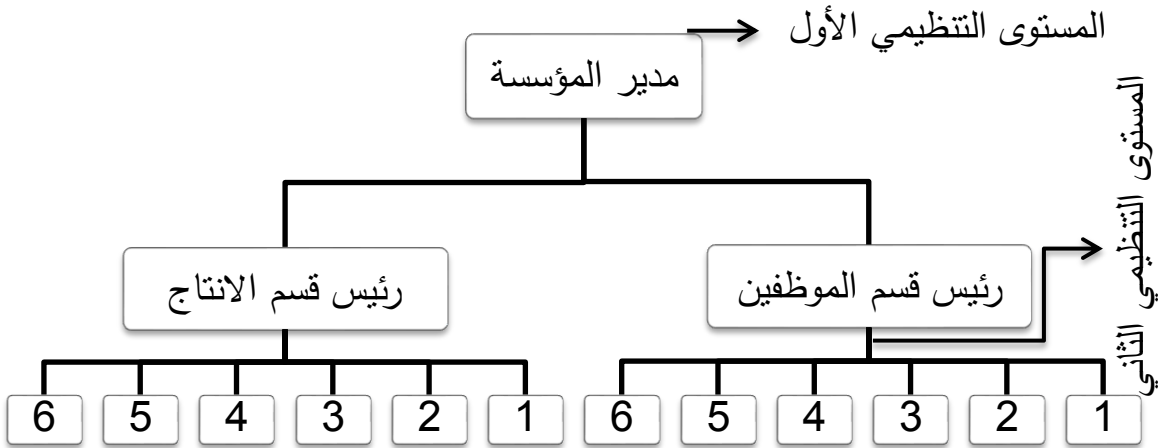 المستوى التنظيمي الأول
مدير المؤسسة
المستوى التنظيمي الثاني
رئيس قسم الموظفين
رئيس قسم الانتاج
1
2
3
4
5
6
1
2
3
4
5
6